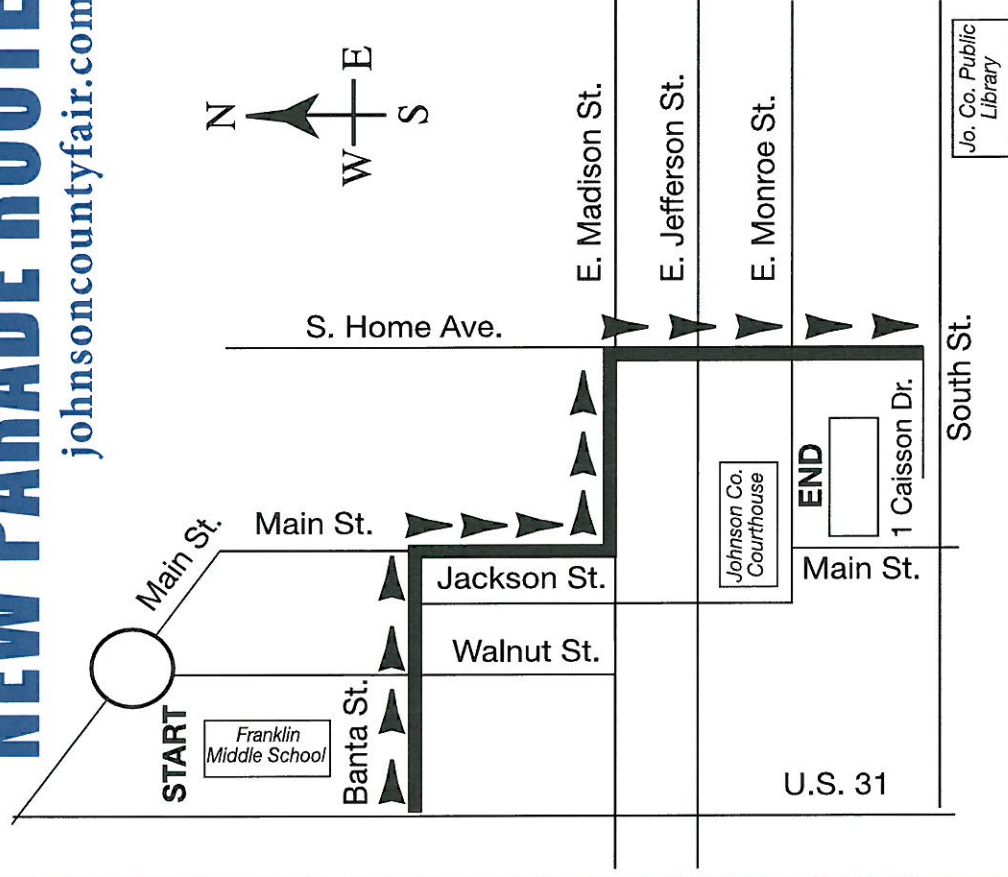 NEW PARADE ROUTE
johnsoncountyfair.com
N
W E
S
Main St.
Main St.
S. Home Ave.
E. Madison St.
E. Jefferson St.
E. Monroe St.
START
Franklin
Middle School
Banta St.
Jackson St.
Walnut St.
Johnson Co.
Courthouse
END
1 Caisson Dr.
Main St.
South St.
U.S. 31
Jo. Co. Public
Library